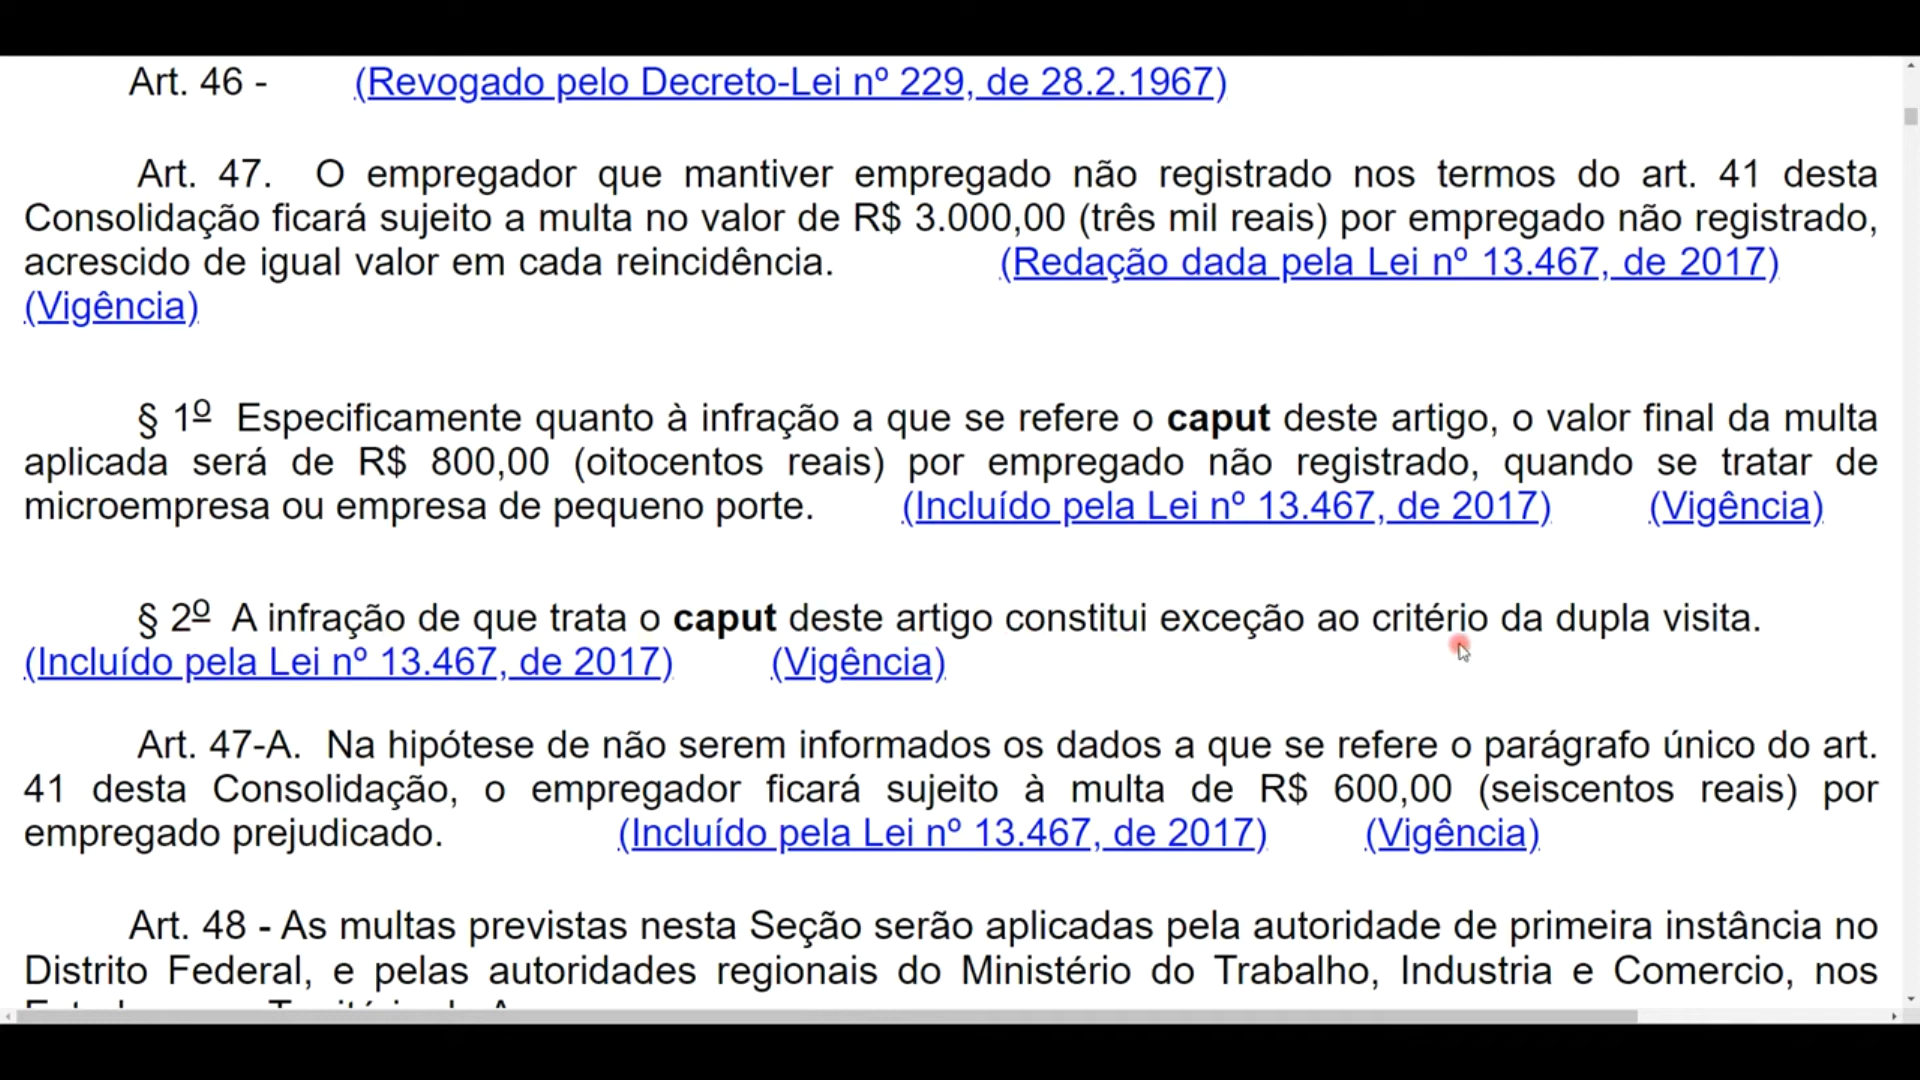 Art. 46 - (Revogado pelo Decreto-Lei nº 229, de 28.2.1967)
Art. 47. O empregador que mantiver empregado não registrado nos termos do art. 41 desta
Consolidação ficará sujeito a multa no valor de R$ 3.000,00 (três mil reais) por empregado não registrado,
acrescido de igual valor em cada reincidência. (Redação dada pela Lei nº 13.467, de 2017)
(Vigência)
§ 1º Especificamente quanto à infração a que se refere o caput deste artigo, o valor final da multa
aplicada será de R$ 800,00 (oitocentos reais) por empregado não registrado, quando se tratar de
microempresa ou empresa de pequeno porte. (Incluído pela Lei nº 13.467, de 2017) (Vigência)
§ 2º A infração de que trata o caput deste artigo constitui exceção ao critério da dupla visita.
(Incluído pela Lei nº 13.467, de 2017) (Vigência)
Art. 47-A. Na hipótese de não serem informados os dados a que se refere o parágrafo único do art.
41 desta Consolidação, o empregador ficará sujeito à multa de R$ 600,00 (seiscentos reais) por
empregado prejudicado. (Incluído pela Lei nº 13.467, de 2017) (Vigência)
Art. 48 - As multas previstas nesta Seção serão aplicadas pela autoridade de primeira instância no
Distrito Federal, e pelas autoridades regionais do Ministério do Trabalho, Industria e Comercio, nos